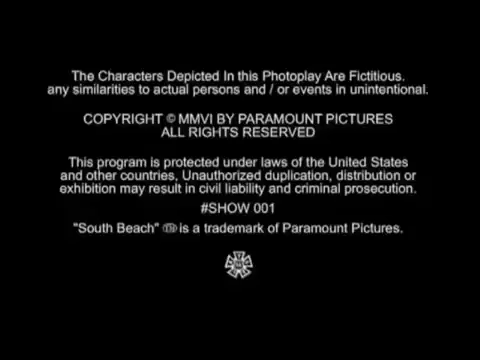 The Characters Depicted In this Photoplay Are Fictitious.
any similarities to actual persons and / or events in unintentional.
COPYRIGHT © MMVI BY PARAMOUNT PICTURES
ALL RIGHTS RESERVED
This program is protected under laws of the United States
and other countries, Unauthorized duplication, distribution or
exhibition may result in civil liability and criminal prosecution.
#SHOW 001
"South Beach" is a trademark of Paramount Pictures.